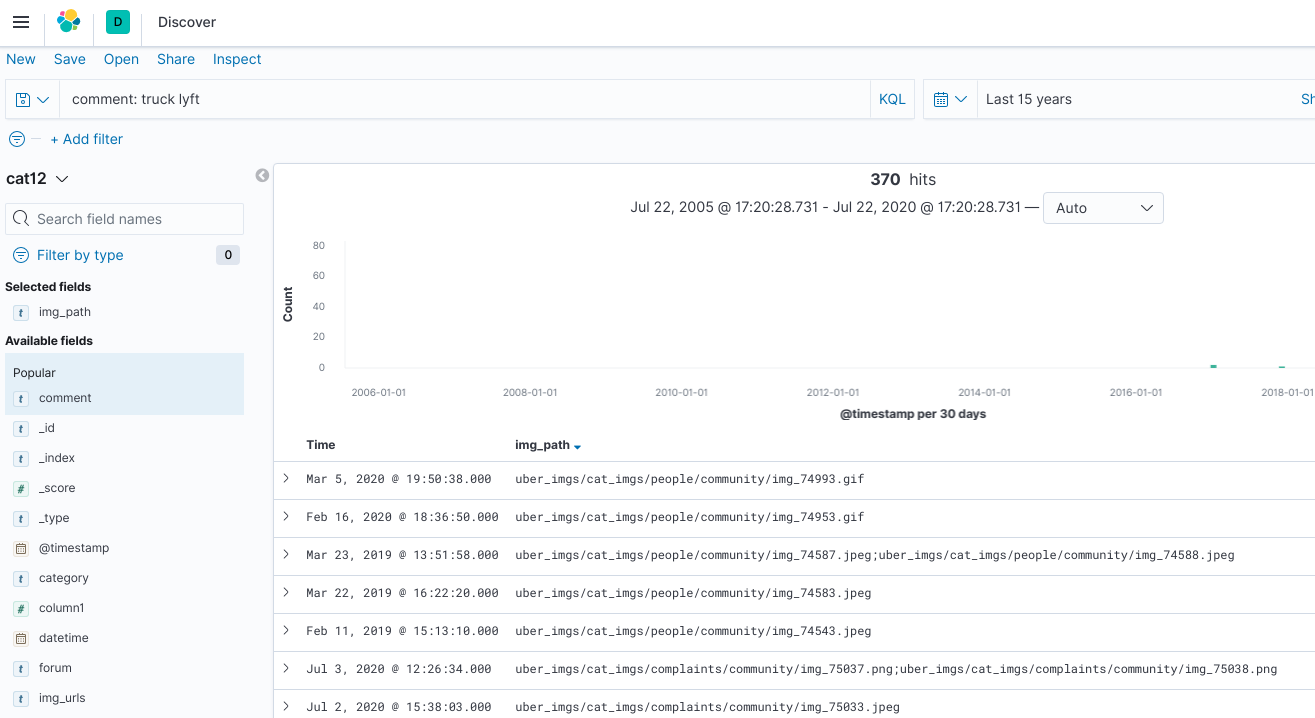 D Discover
New Save Open Share Inspect
comment: truck lyft KQL Last 15 years
+ Add filter
cat12
Search field names
Filter by type 0
Selected fields
t img_path
Available fields
Popular
t comment
t _id
t _index
# _score
t _type
@timestamp
t category
# column1
datetime
t forum
t img_urls
370 hits
Jul 22, 2005 @ 17:20:28.731 - Jul 22, 2020 @ 17:20:28.731 — Auto
Count
80
60
40
20
0
2006-01-01 2008-01-01 2010-01-01 2012-01-01 2014-01-01 2016-01-01 2018-01-01
@timestamp per 30 days
Time img_path
Mar 5, 2020 @ 19:50:38.000 uber_imgs/cat_imgs/people/community/img_74993.gif
Feb 16, 2020 @ 18:36:50.000 uber_imgs/cat_imgs/people/community/img_74953.gif
Mar 23, 2019 @ 13:51:58.000 uber_imgs/cat_imgs/people/community/img_74587.jpeg;uber_imgs/cat_imgs/people/community/img_74588.jpeg
Mar 22, 2019 @ 16:22:20.000 uber_imgs/cat_imgs/people/community/img_74583.jpeg
Feb 11, 2019 @ 15:13:10.000 uber_imgs/cat_imgs/people/community/img_74543.jpeg
Jul 3, 2020 @ 12:26:34.000 uber_imgs/cat_imgs/complaints/community/img_75037.png;uber_imgs/cat_imgs/complaints/community/img_75038.png
Jul 2, 2020 @ 15:38:03.000 uber_imgs/cat_imgs/complaints/community/img_75033.jpeg